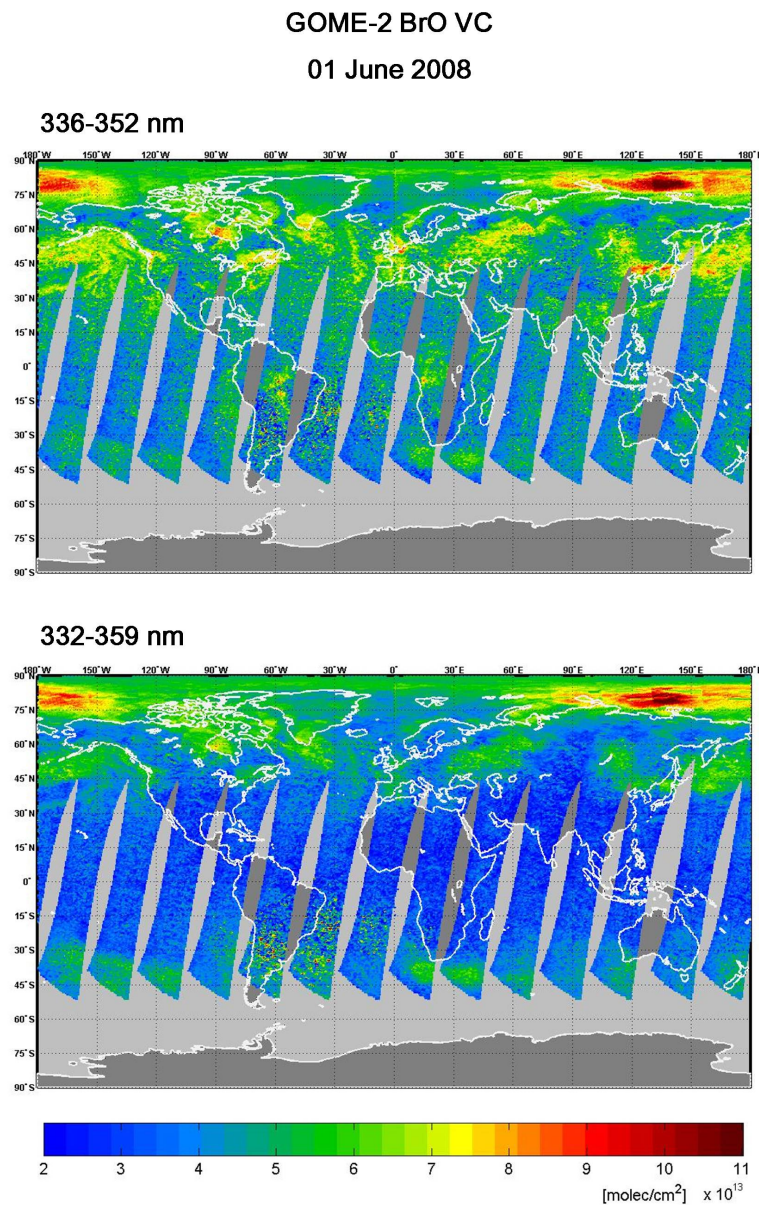 GOME-2 BrO VC
01 June 2008
336-352 nm
180°W 150°W 120°W 90°W 60°W 30°W 0° 30°E 60°E 90°E 120°E 150°E 180°E
90°N
75°N
60°N
45°N
30°N
15°N
0°
15°S
30°S
45°S
60°S
75°S
90°S
332-359 nm
180°W 150°W 120°W 90°W 60°W 30°W 0° 30°E 60°E 90°E 120°E 150°E 180°E
90°N
75°N
60°N
45°N
30°N
15°N
0°
15°S
30°S
45°S
60°S
75°S
90°S
2 3 4 5 6 7 8 9 10 11
[molec/cm²] x 10¹³